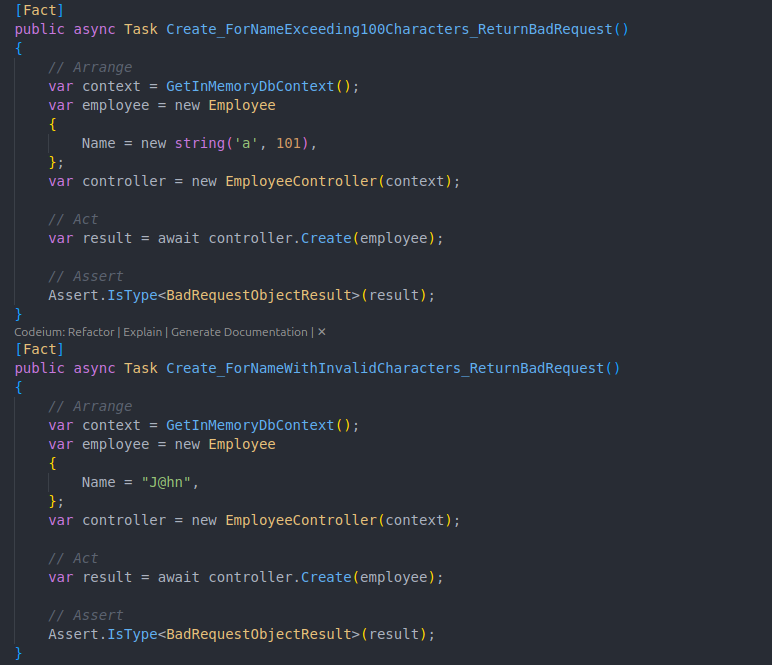 [Fact]
public async Task Create_ForNameExceeding100Characters_ReturnBadRequest()
{
    // Arrange
    var context = GetInMemoryDbContext();
    var employee = new Employee
    {
        Name = new string('a', 101),
    };
    var controller = new EmployeeController(context);

    // Act
    var result = await controller.Create(employee);

    // Assert
    Assert.IsType<BadRequestObjectResult>(result);
}
Codeium: Refactor | Explain | Generate Documentation | ✕
[Fact]
public async Task Create_ForNameWithInvalidCharacters_ReturnBadRequest()
{
    // Arrange
    var context = GetInMemoryDbContext();
    var employee = new Employee
    {
        Name = "J@hn",
    };
    var controller = new EmployeeController(context);

    // Act
    var result = await controller.Create(employee);

    // Assert
    Assert.IsType<BadRequestObjectResult>(result);
}